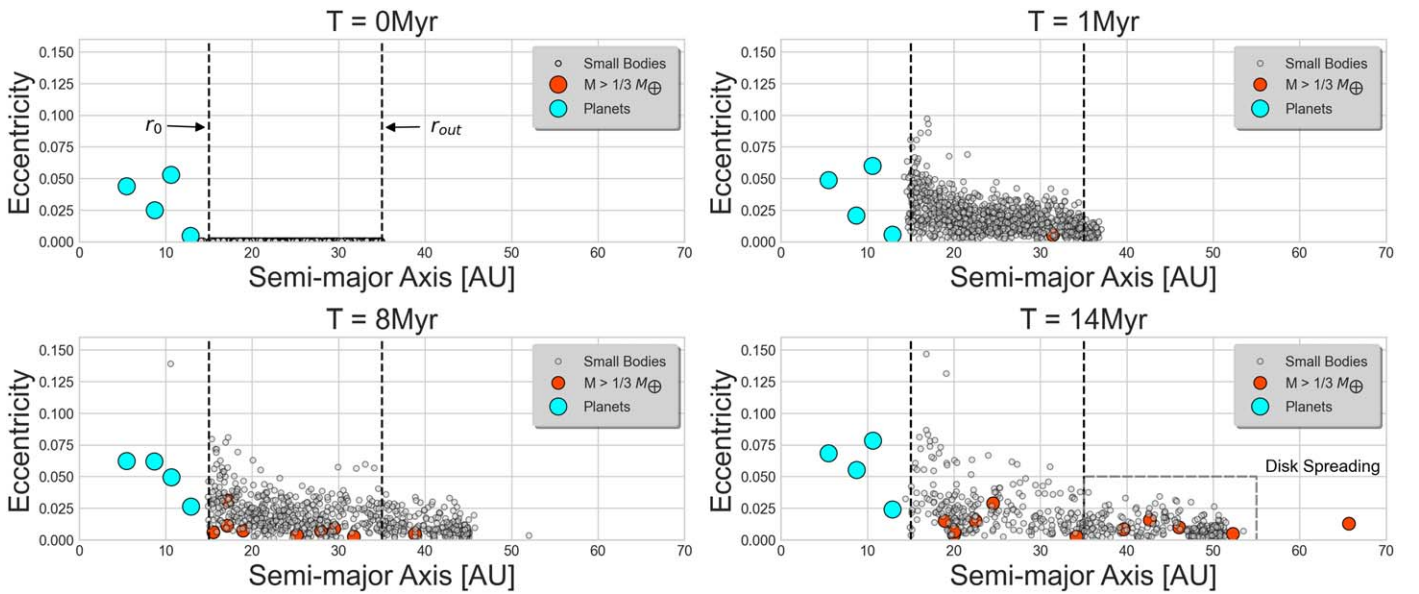 T = 0Myr
Eccentricity
0.150
0.125
0.100
0.075
0.050
0.025
0.000
r0
rout
Small Bodies
M > 1/3 M⊕
Planets
0 10 20 30 40 50 60 70
Semi-major Axis [AU]
T = 1Myr
Eccentricity
0.150
0.125
0.100
0.075
0.050
0.025
0.000
Small Bodies
M > 1/3 M⊕
Planets
0 10 20 30 40 50 60 70
Semi-major Axis [AU]
T = 8Myr
Eccentricity
0.150
0.125
0.100
0.075
0.050
0.025
0.000
Small Bodies
M > 1/3 M⊕
Planets
0 10 20 30 40 50 60 70
Semi-major Axis [AU]
T = 14Myr
Eccentricity
0.150
0.125
0.100
0.075
0.050
0.025
0.000
Small Bodies
M > 1/3 M⊕
Planets
Disk Spreading
0 10 20 30 40 50 60 70
Semi-major Axis [AU]